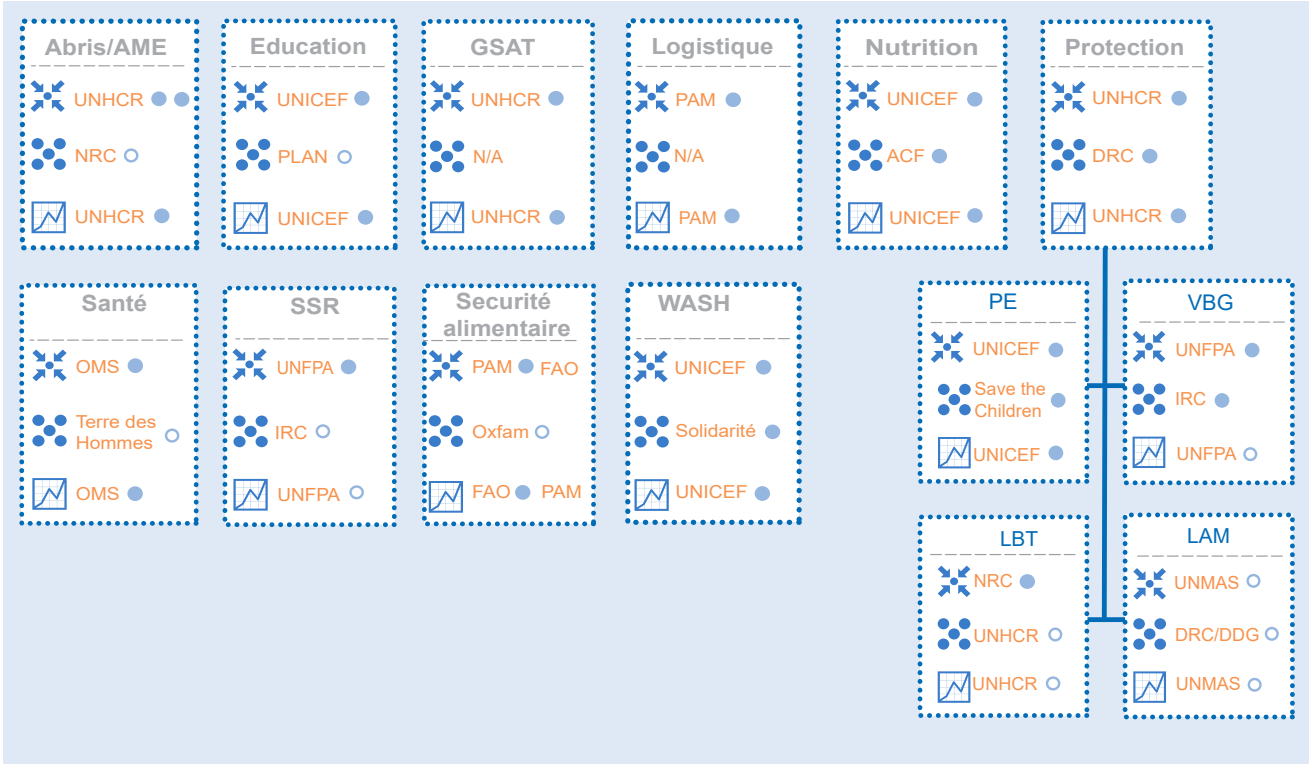 Abris/AME
UNHCR
NRC
UNHCR
Education
UNICEF
PLAN
UNICEF
GSAT
UNHCR
N/A
UNHCR
Logistique
PAM
N/A
PAM
Nutrition
UNICEF
ACF
UNICEF
Protection
UNHCR
DRC
UNHCR
Santé
OMS
Terre des
Hommes
OMS
SSR
UNFPA
IRC
UNFPA
Securité
alimentaire
PAM FAO
Oxfam
FAO PAM
WASH
UNICEF
Solidarité
UNICEF
PE
UNICEF
Save the
Children
UNICEF
VBG
UNFPA
IRC
UNFPA
LBT
NRC
UNHCR
UNHCR
LAM
UNMAS
DRC/DDG
UNMAS